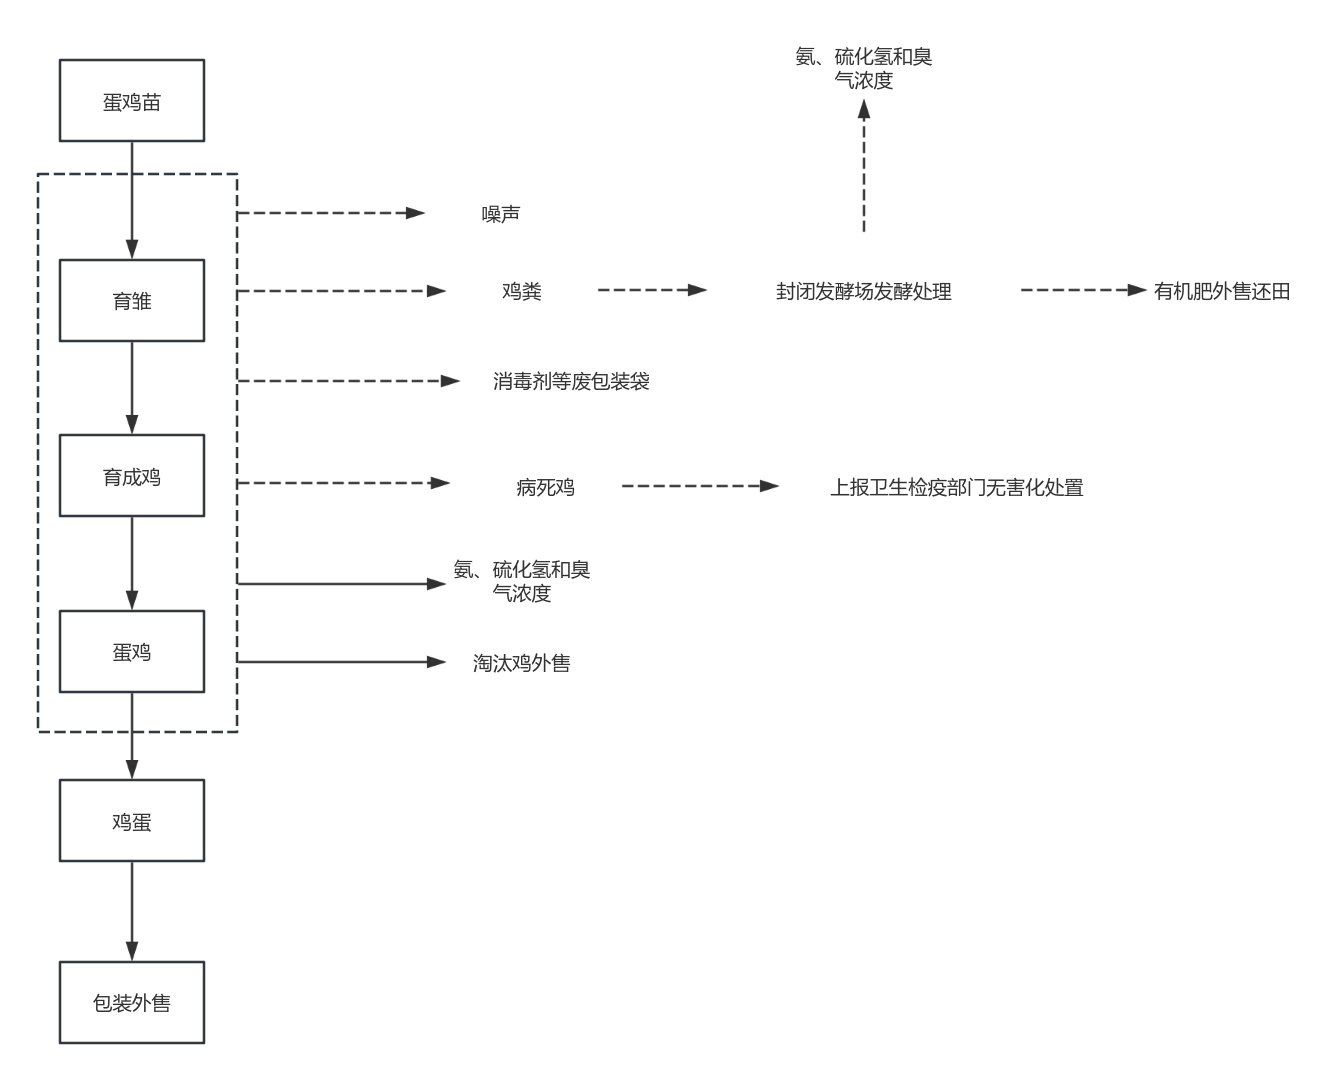 氨、硫化氢和臭
气浓度
蛋鸡苗
噪声
育雏
鸡粪
封闭发酵场发酵处理
有机肥外售还田
消毒剂等废包装袋
育成鸡
病死鸡
上报卫生检疫部门无害化处置
氨、硫化氢和臭
气浓度
蛋鸡
淘汰鸡外售
鸡蛋
包装外售